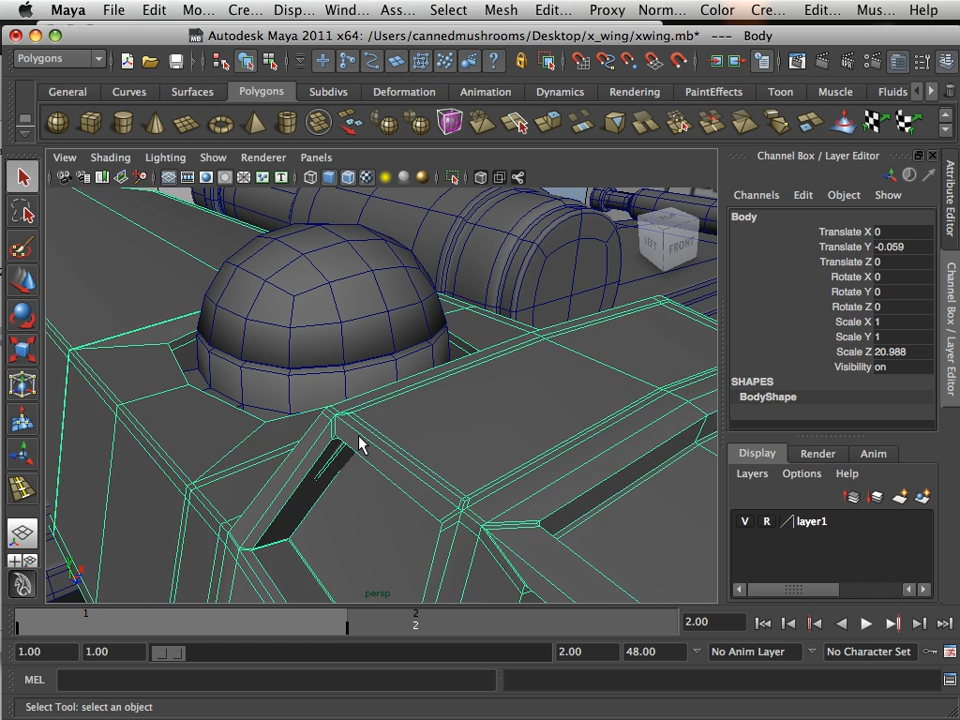 Maya File Edit Mo... Cre... Disp... Wind... Ass... Select Mesh Edit... Proxy Norm... Color Cre... Edit... Mus... Help
Autodesk Maya 2011 x64: /Users/cannedmushrooms/Desktop/x_wing/xwing.mb* --- Body
Polygons
General Curves Surfaces Polygons Subdivs Deformation Animation Dynamics Rendering PaintEffects Toon Muscle Fluids
View Shading Lighting Show Renderer Panels
Channel Box / Layer Editor
Channels Edit Object Show
Body
Translate X 0
Translate Y -0.059
Translate Z 0
Rotate X 0
Rotate Y 0
Rotate Z 0
Scale X 1
Scale Y 1
Scale Z 20.988
Visibility on
SHAPES
BodyShape
Attribute Editor
Channel Box / Layer Editor
FRONT
persp
Display Render Anim
Layers Options Help
V R layer1
1 2
2
2.00
1.00 1.00 2.00 48.00 No Anim Layer No Character Set
MEL
Select Tool: select an object